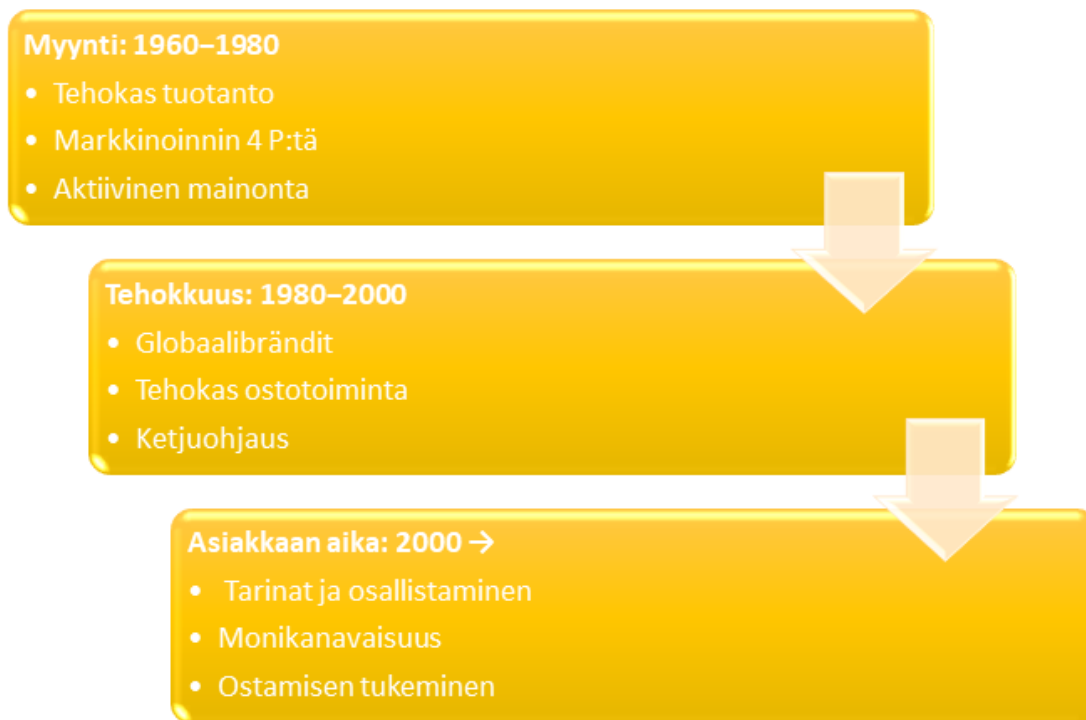 Myynti: 1960–1980
• Tehokas tuotanto
• Markkinoinnin 4 P:tä
• Aktiivinen mainonta
Tehokkuus: 1980–2000
• Globaalibrändit
• Tehokas ostotoiminta
• Ketjuohjaus
Asiakkaan aika: 2000 →
• Tarinat ja osallistaminen
• Monikanavaisuus
• Ostamisen tukeminen